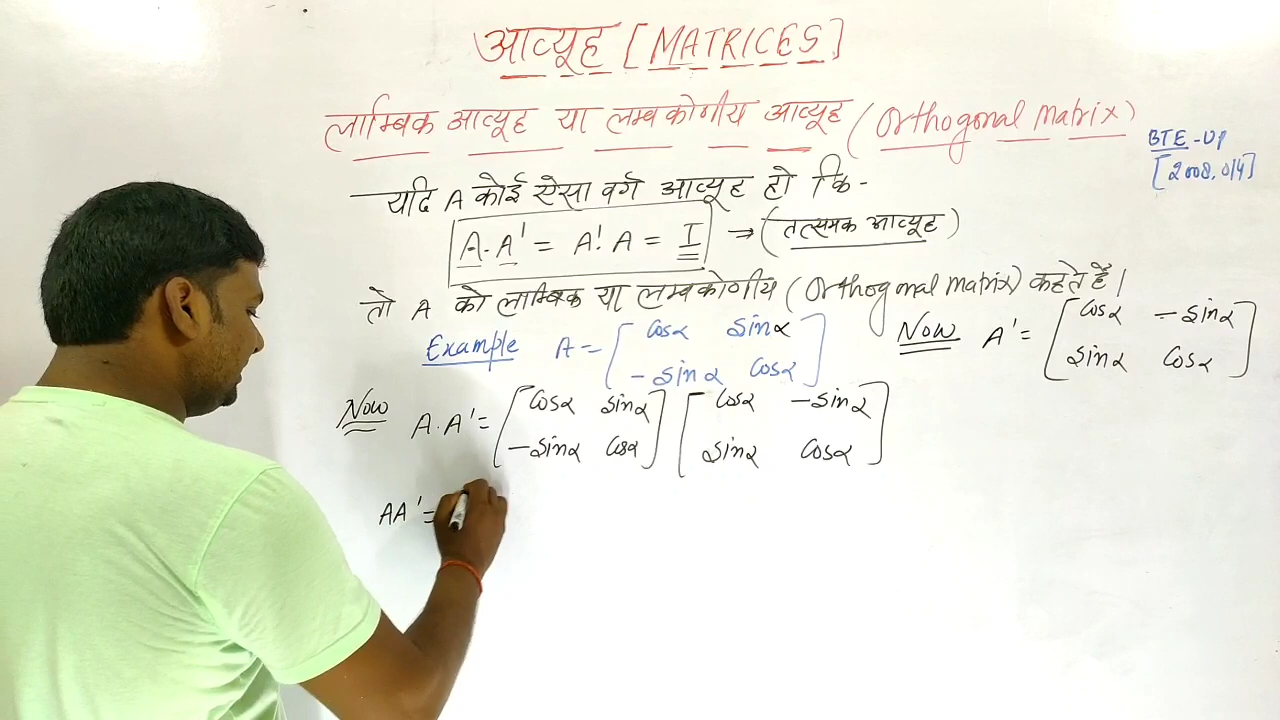 आव्यूह [MATRICES]
लाम्बिक आव्यूह या लम्बकोणीय आव्यूह (Orthogonal Matrix)
BTE-UP
[2008,014]
यदि A कोई ऐसा वर्ग आव्यूह हो कि-
A.A' = A'.A = I → (तत्समक आव्यूह)
तो A को लाम्बिक या लम्बकोणीय (Orthogonal Matrix) कहते हैं।
Example A = [cosα sinα
-sinα cosα]
Now A' = [cosα -sinα
sinα cosα]
Now A.A' = [cosα sinα] [cosα -sinα]
[-sinα cosα] [sinα cosα]
AA' =